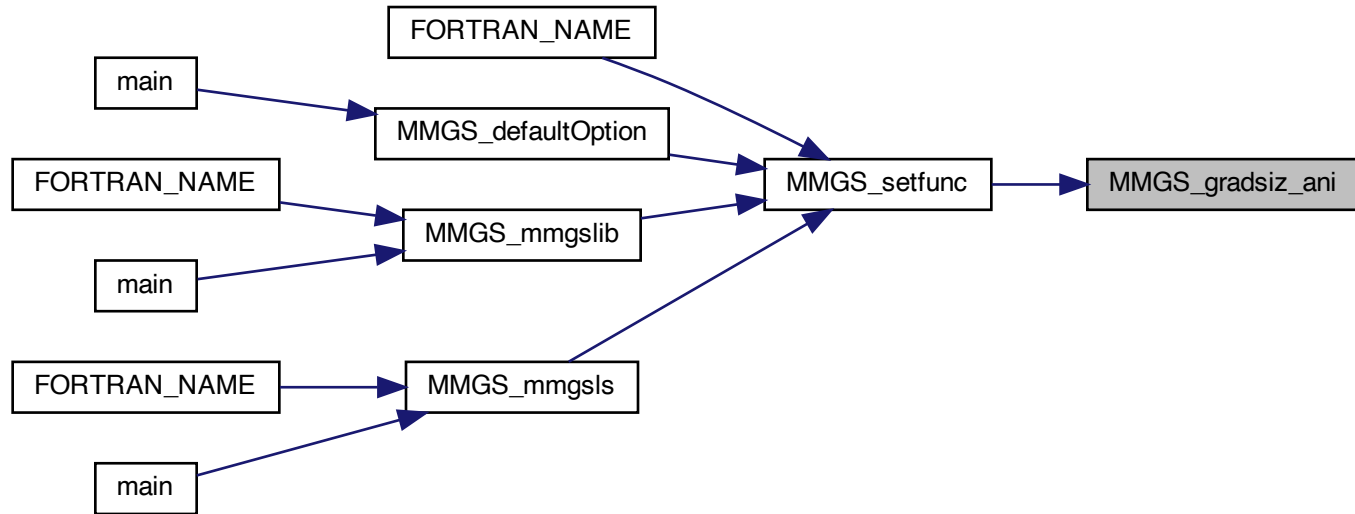 FORTRAN_NAME
main
MMGS_defaultOption
FORTRAN_NAME
MMGS_setfunc
MMGS_gradsiz_ani
MMGS_mmgslib
main
FORTRAN_NAME
MMGS_mmgsls
main